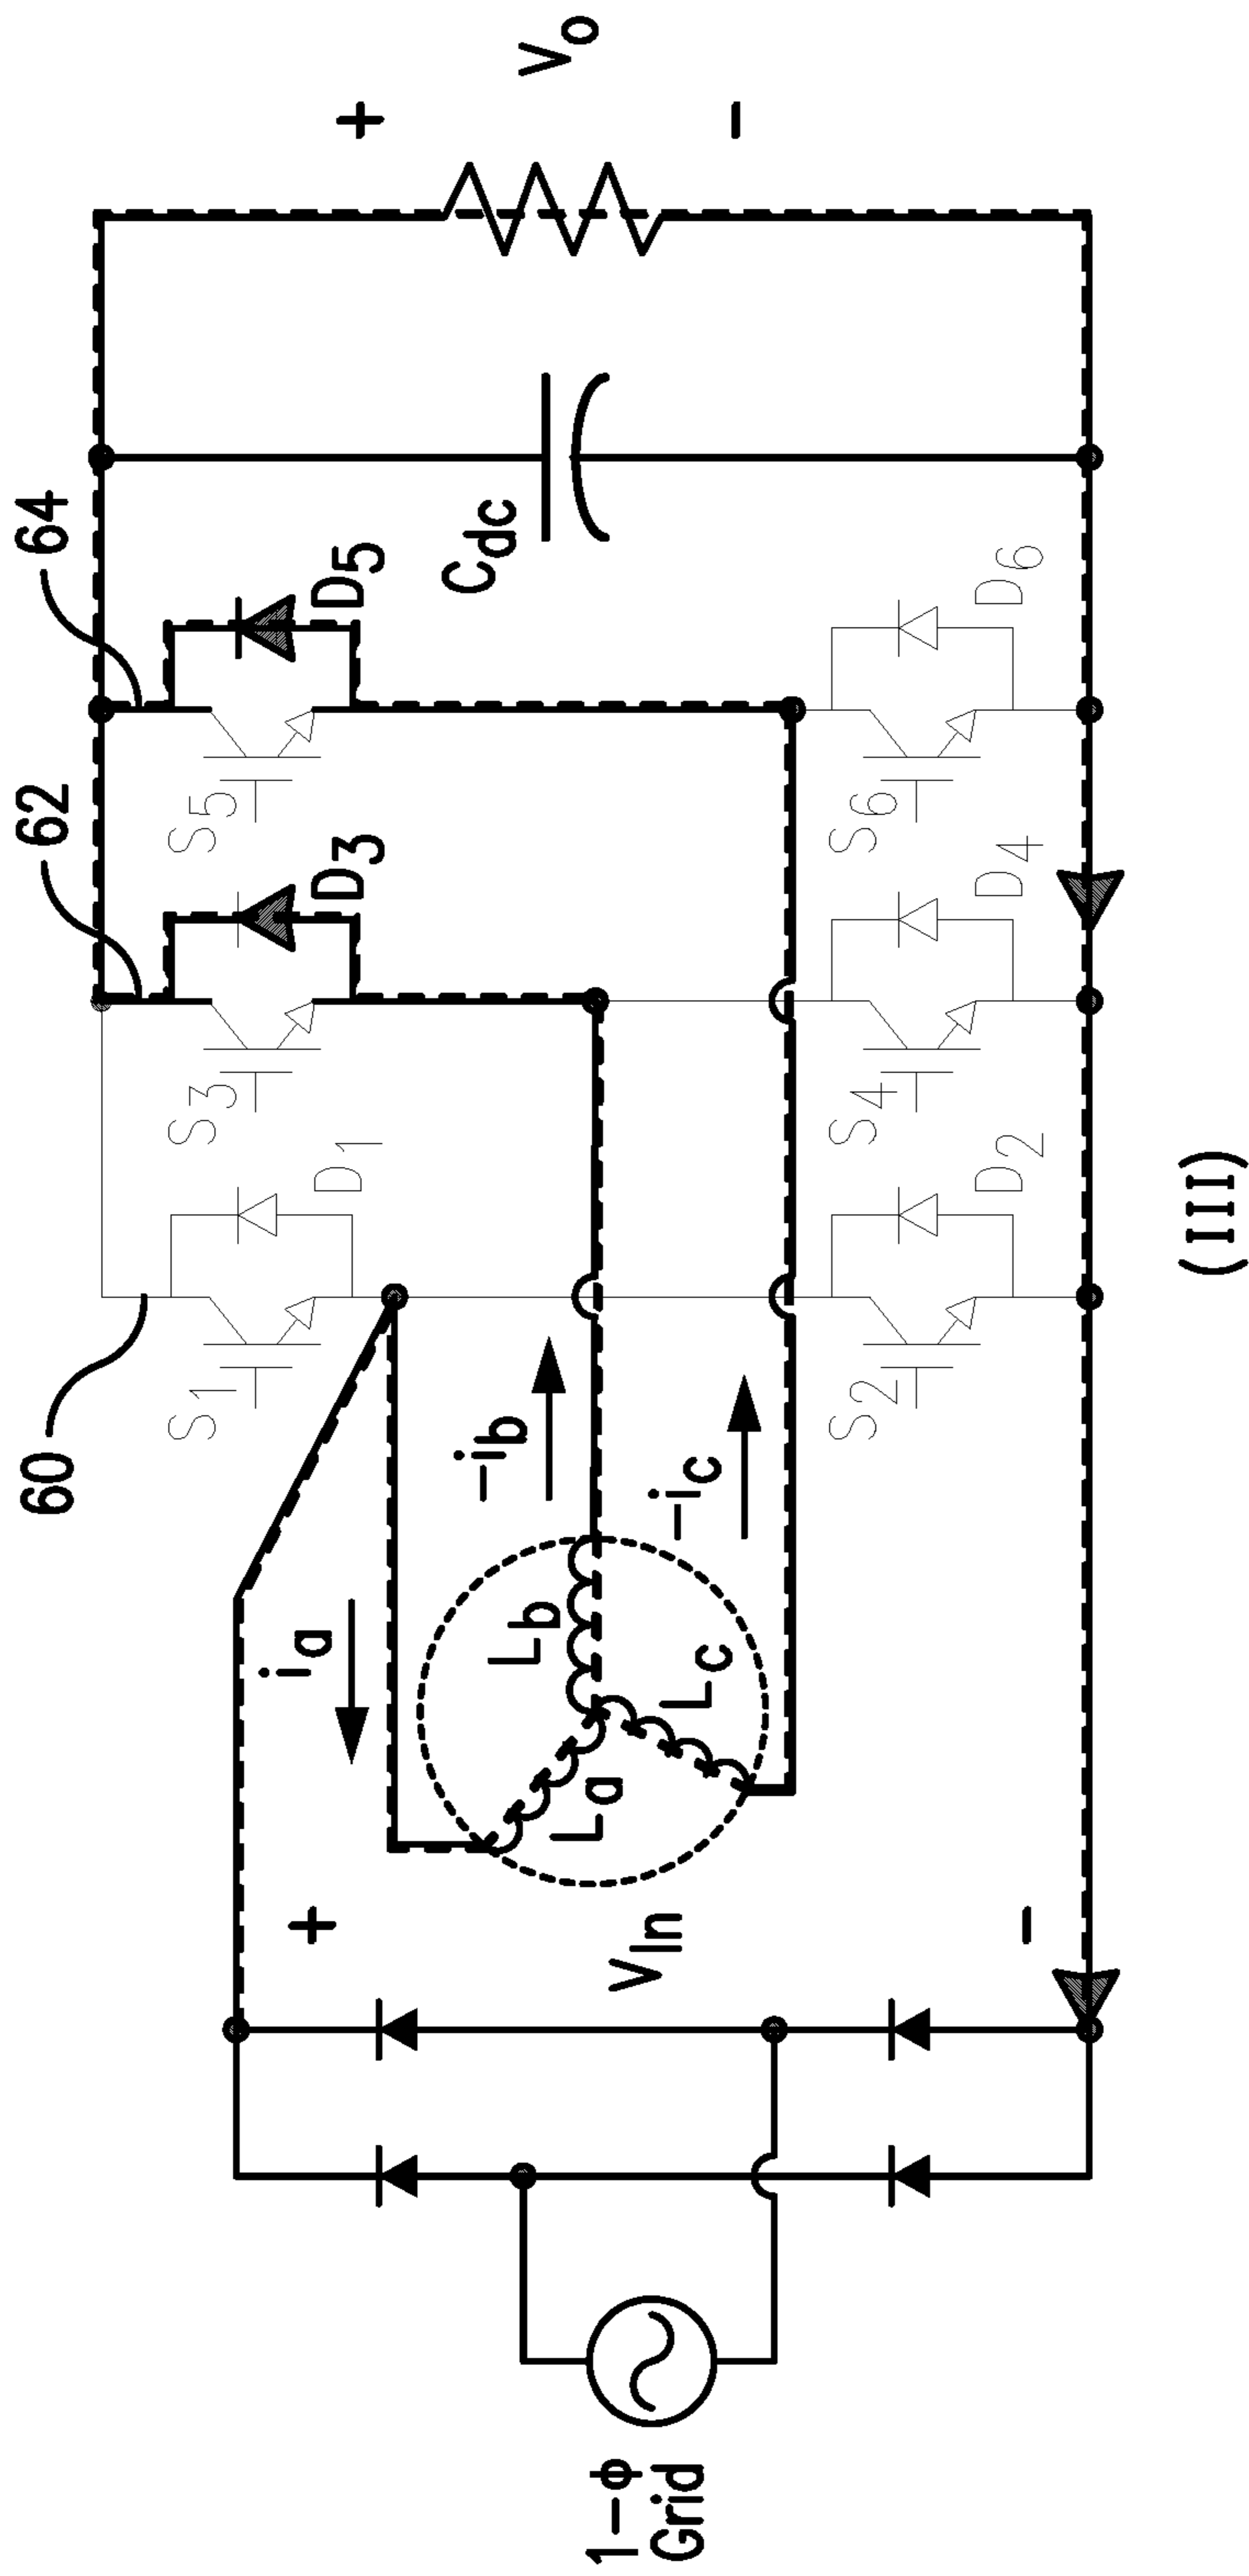 60
62
64
S1
D1
S3
D3
S5
D5
+
ia
-ib
Lb
La
-ic
Lc
+
VIn
-
1-ϕ
Grid
Cdc
+
Vo
-
S2
D2
S4
D4
S6
D6
(III)